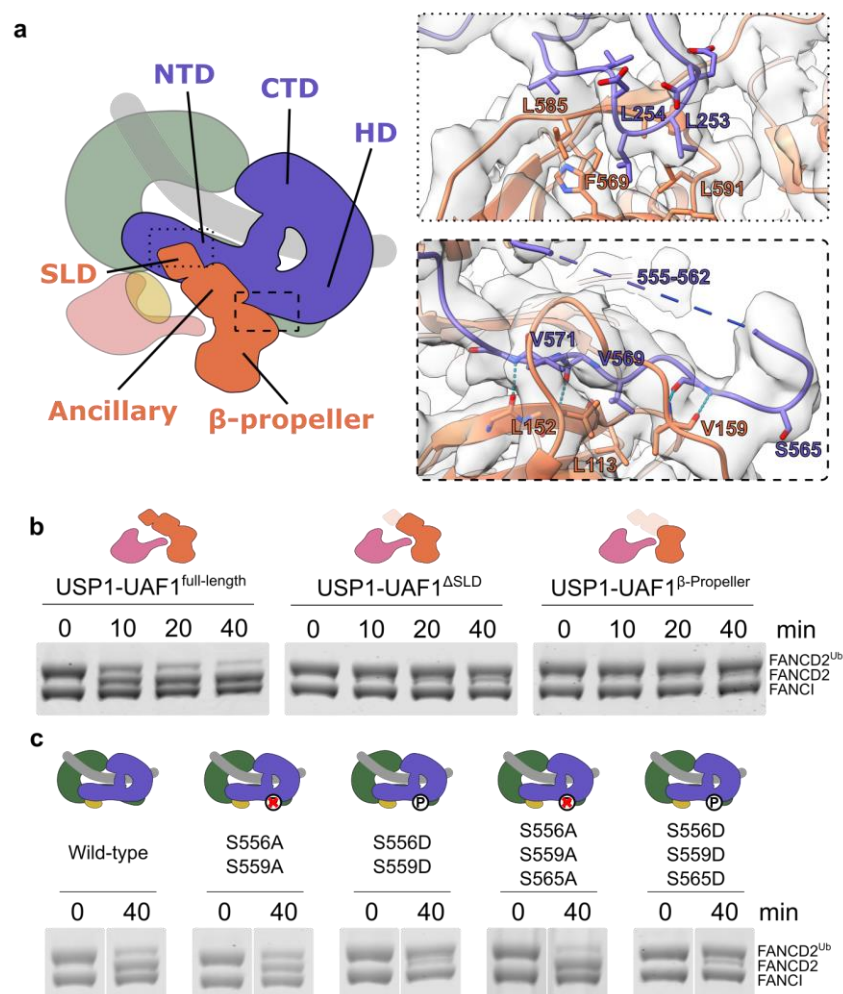 a
NTD
CTD
HD
SLD
Ancillary
β-propeller
L585
L254
L253
F569
L591
555-562
V571
V569
L152
V159
L113
S565
b
USP1-UAF1full-length
USP1-UAF1ΔSLD
USP1-UAF1β-Propeller
0 10 20 40
0 10 20 40
0 10 20 40 min
FANCD2Ub
FANCD2
FANCI
c
R
P
R
P
Wild-type
S556A
S559A
S556D
S559D
S556A
S559A
S565A
S556D
S559D
S565D
0 40
0 40
0 40
0 40
0 40 min
FANCD2Ub
FANCD2
FANCI